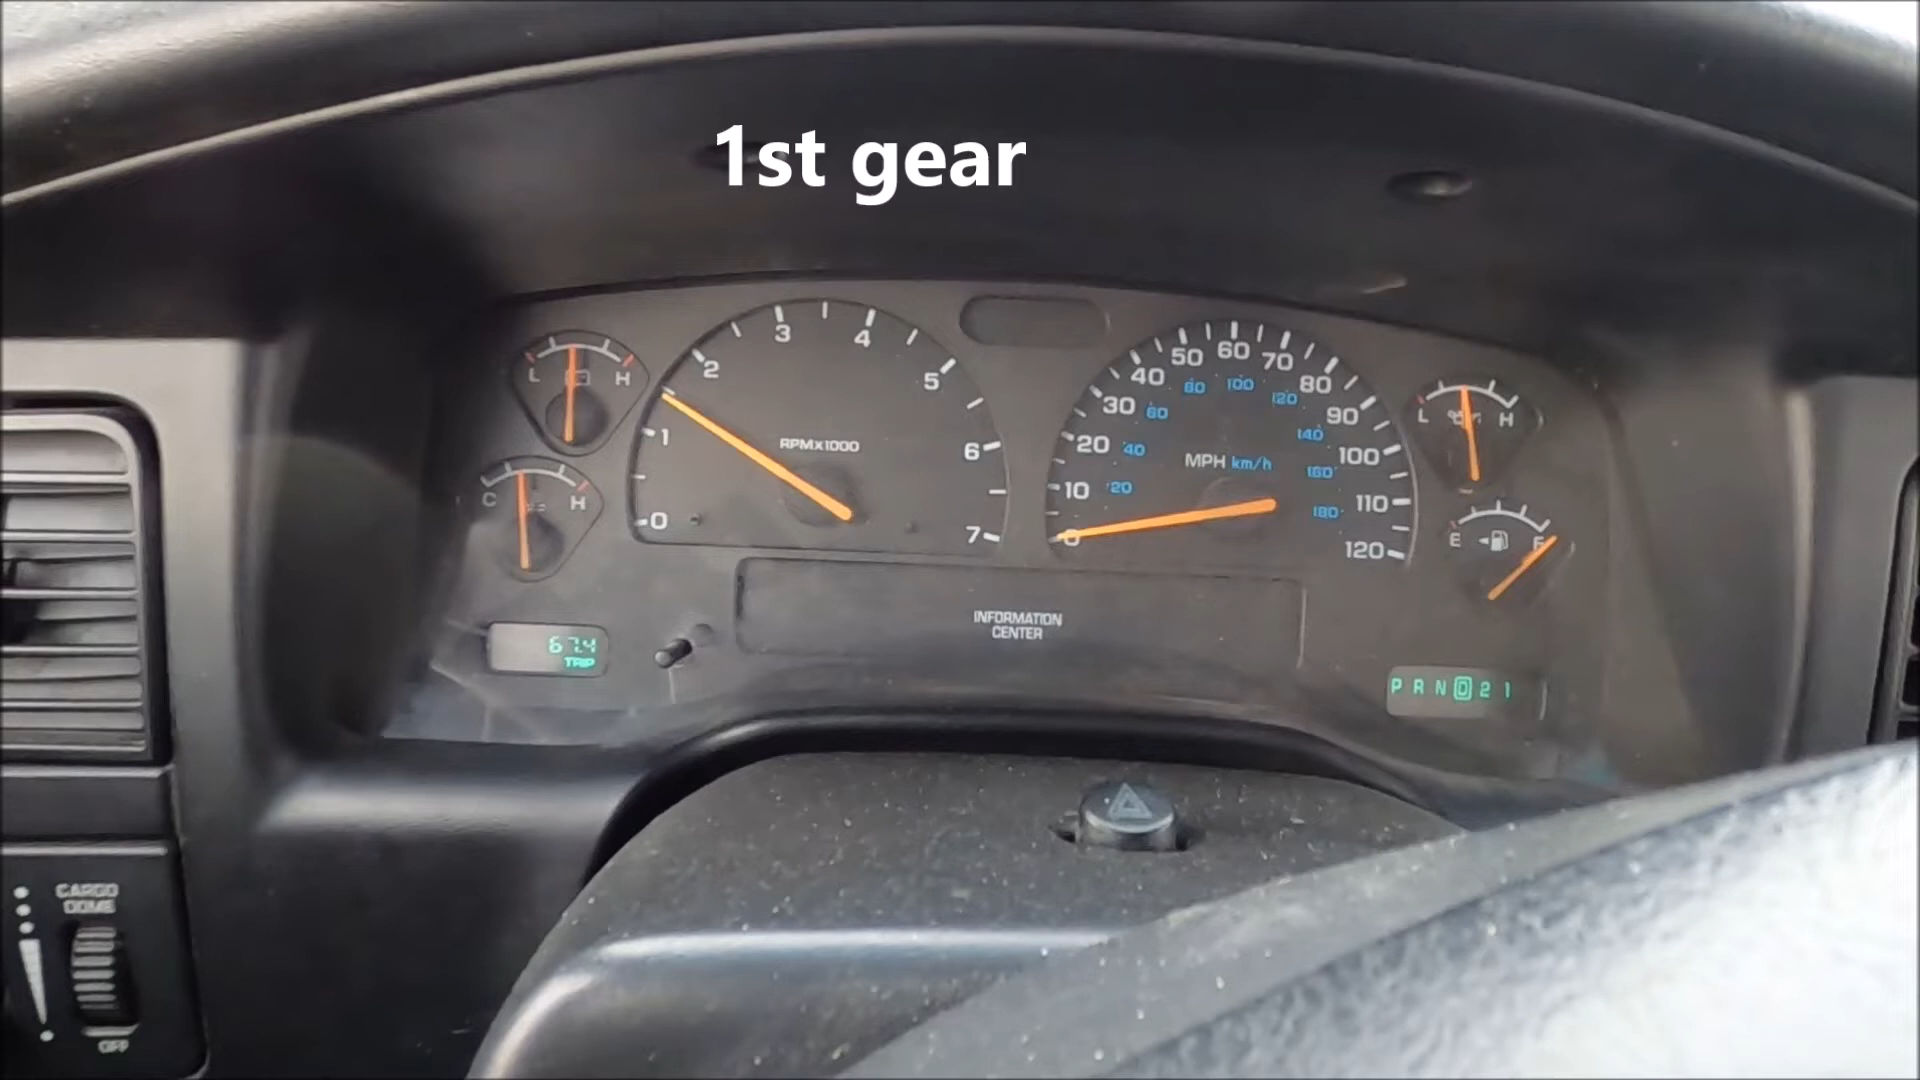 1st gear
L H
C H
0 1 2 3 4 5 6 7
RPMx1000
0 10 20 30 40 50 60 70 80 90 100 110 120
20 40 60 80 100 120 140 160 180
MPH km/h
L H
E F
67.4
TRIP
INFORMATION
CENTER
P R N D 2 1
CARGO
DOME
OFF